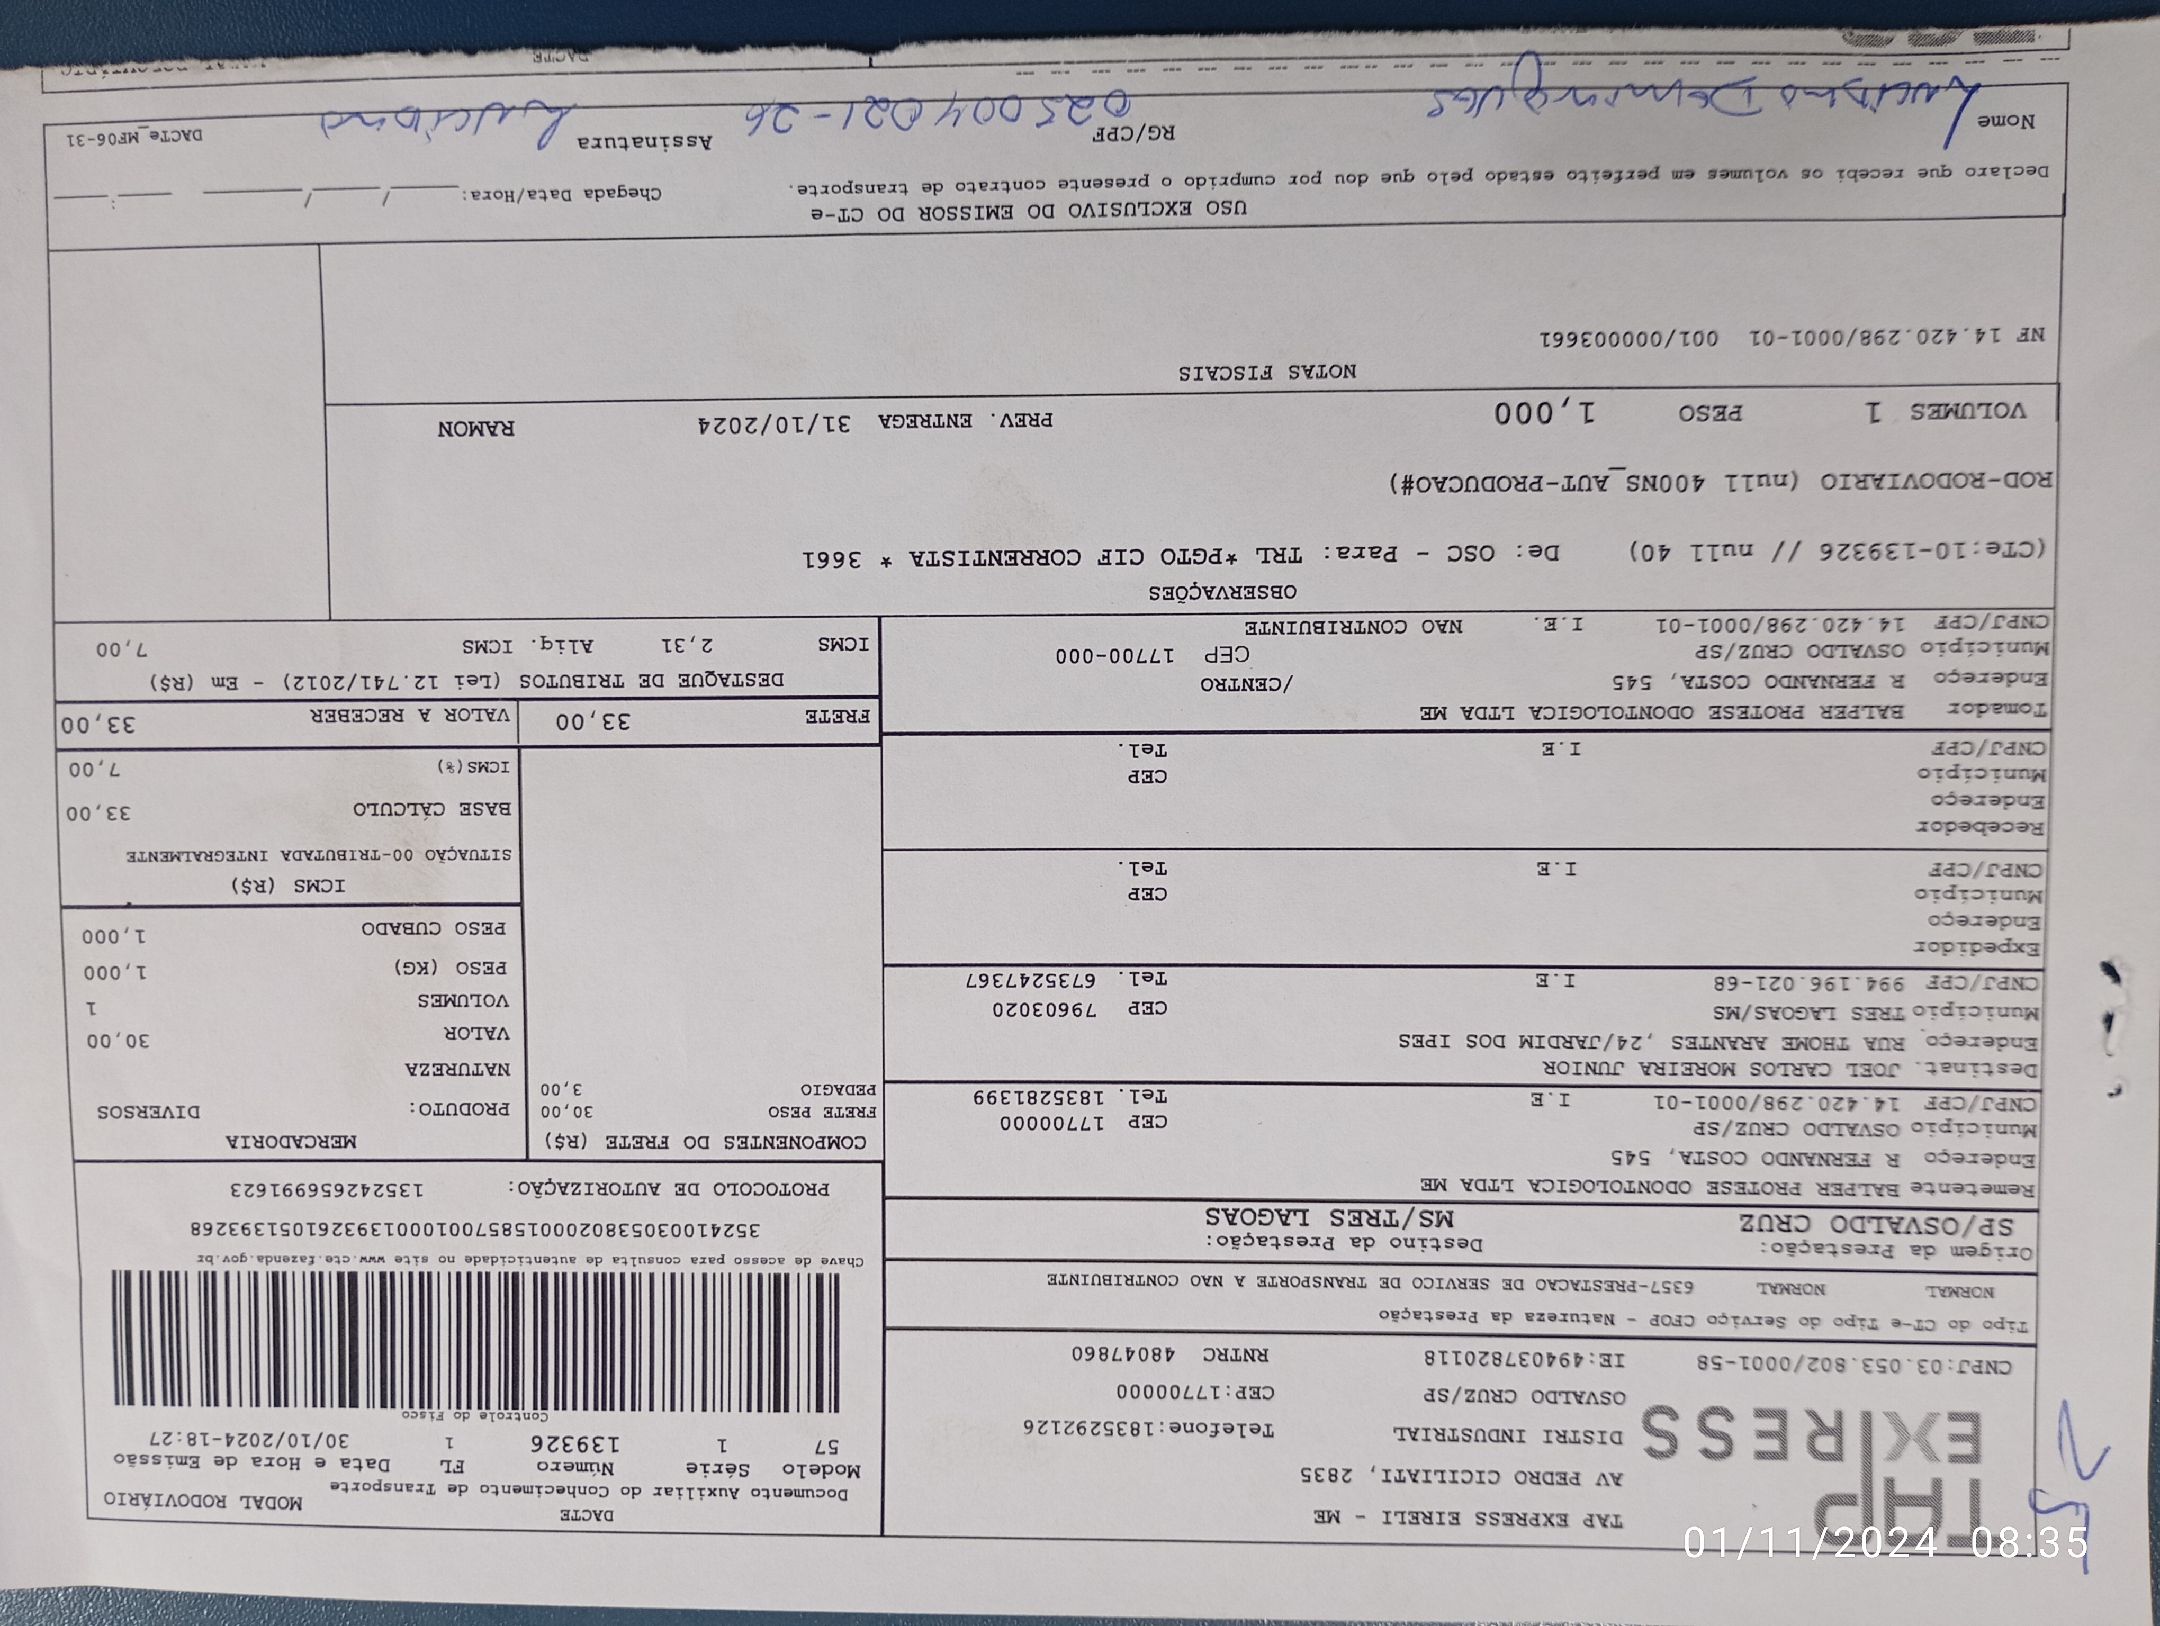 TAP EXPRESS
TAP EXPRESS EIRELI - ME
AV PEDRO CICILIATI, 2835
DISTRI INDUSTRIAL Telefone:1835292126
OSVALDO CRUZ/SP CEP:17700000
CNPJ:03.053.802/0001-58 IE:494037820118 RNTRC 48047860
DACTE MODAL RODOVIÁRIO
Documento Auxiliar do Conhecimento de Transporte
Modelo Série Número FL Data e Hora de Emissão
57 1 139326 1 30/10/2024-18:27
Controle do Fisco
Chave de acesso para consulta de autenticidade no site www.cte.fazenda.gov.br
35241003053802000158570010001393261051393268
PROTOCOLO DE AUTORIZAÇÃO: 135242656991623
Tipo do CT-e Tipo do Serviço CFOP - Natureza da Prestação
NORMAL NORMAL 6357-PRESTACAO DE SERVICO DE TRANSPORTE A NAO CONTRIBUINTE
Origem da Prestação: Destino da Prestação:
SP/OSVALDO CRUZ MS/TRES LAGOAS
Remetente BALPER PROTESE ODONTOLOGICA LTDA ME
Endereço R FERNANDO COSTA, 545
Município OSVALDO CRUZ/SP CEP 17700000
CNPJ/CPF 14.420.298/0001-01 I.E Tel. 1835281399
Destinat. JOEL CARLOS MOREIRA JUNIOR
Endereço RUA THOME ARANTES ,24/JARDIM DOS IPES
Município TRES LAGOAS/MS CEP 79603020
CNPJ/CPF 994.196.021-68 I.E Tel. 6735247367
Expedidor
Endereço
Município CEP
CNPJ/CPF I.E Tel.
Recebedor
Endereço
Município CEP
CNPJ/CPF I.E Tel.
Tomador BALPER PROTESE ODONTOLOGICA LTDA ME
Endereço R FERNANDO COSTA, 545 /CENTRO
Município OSVALDO CRUZ/SP CEP 17700-000
CNPJ/CPF 14.420.298/0001-01 I.E. NAO CONTRIBUINTE
COMPONENTES DO FRETE (R$)
FRETE PESO 30,00
PEDAGIO 3,00
MERCADORIA
PRODUTO: DIVERSOS
NATUREZA
VALOR 30,00
VOLUMES 1
PESO (KG) 1,000
PESO CUBADO 1,000
ICMS (R$)
SITUAÇÃO 00-TRIBUTADA INTEGRALMENTE
BASE CÁLCULO 33,00
ICMS(%) 7,00
FRETE 33,00 VALOR A RECEBER 33,00
DESTAQUE DE TRIBUTOS (Lei 12.741/2012) - Em (R$)
ICMS 2,31 Aliq. ICMS 7,00
OBSERVAÇÕES
(CTe:10-139326 // null 40) De: OSC - Para: TRL *PGTO CIF CORRENTISTA * 3661
ROD-RODOVIARIO (null 400NS_AUT-PRODUCAO#)
VOLUMES 1 PESO 1,000 PREV. ENTREGA 31/10/2024 RAMON
NOTAS FISCAIS
NF 14.420.298/0001-01 001/000003661
USO EXCLUSIVO DO EMISSOR DO CT-e
Declaro que recebi os volumes em perfeito estado pelo que dou por cumprido o presente contrato de transporte. Chegada Data/Hora: ____/____/____ ____:____
Nome Lucidno Domingues RG/CPF 025004021-26 Assinatura Lucidno DACTe_MF06-31
DACTE
01/11/2024 08:35